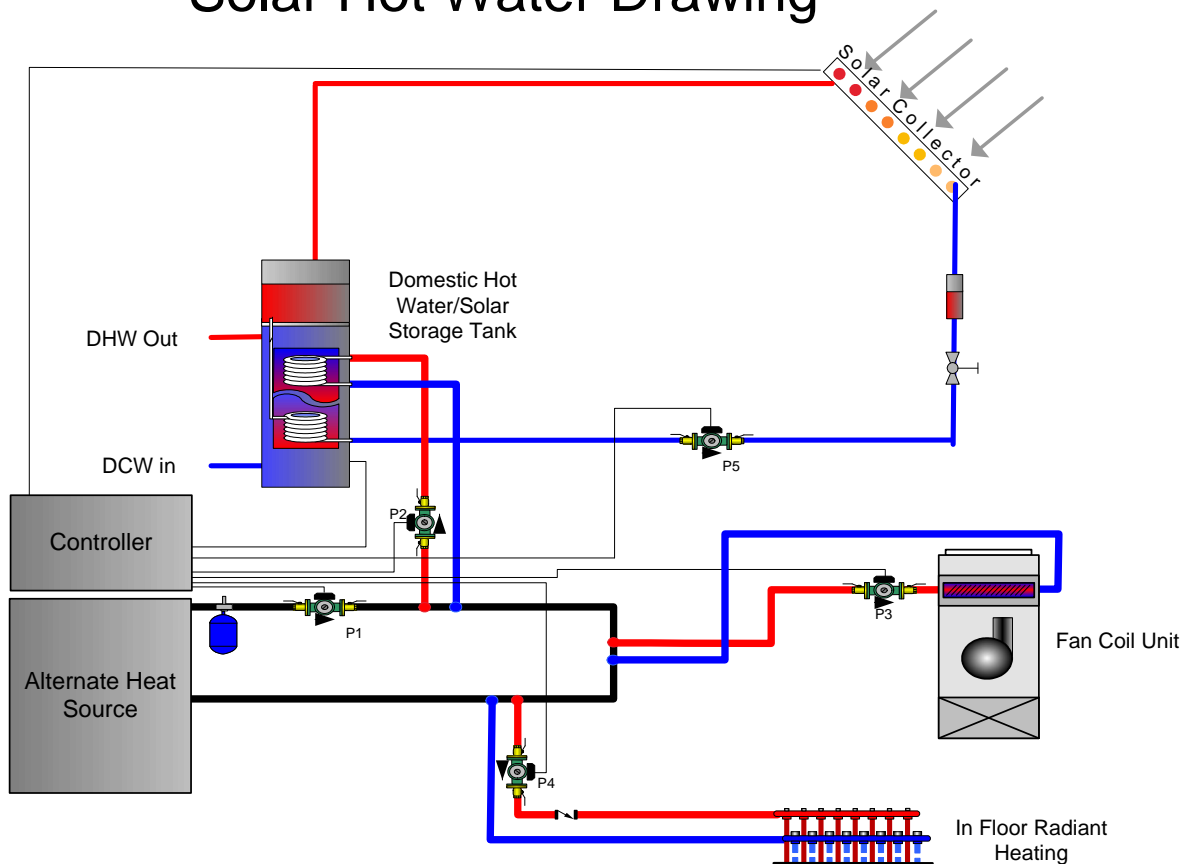 Solar Hot Water Drawing
Solar Collector
Domestic Hot
Water/Solar
Storage Tank
DHW Out
DCW in
P5
P2
Controller
P1
P3
Fan Coil Unit
Alternate Heat
Source
P4
In Floor Radiant
Heating